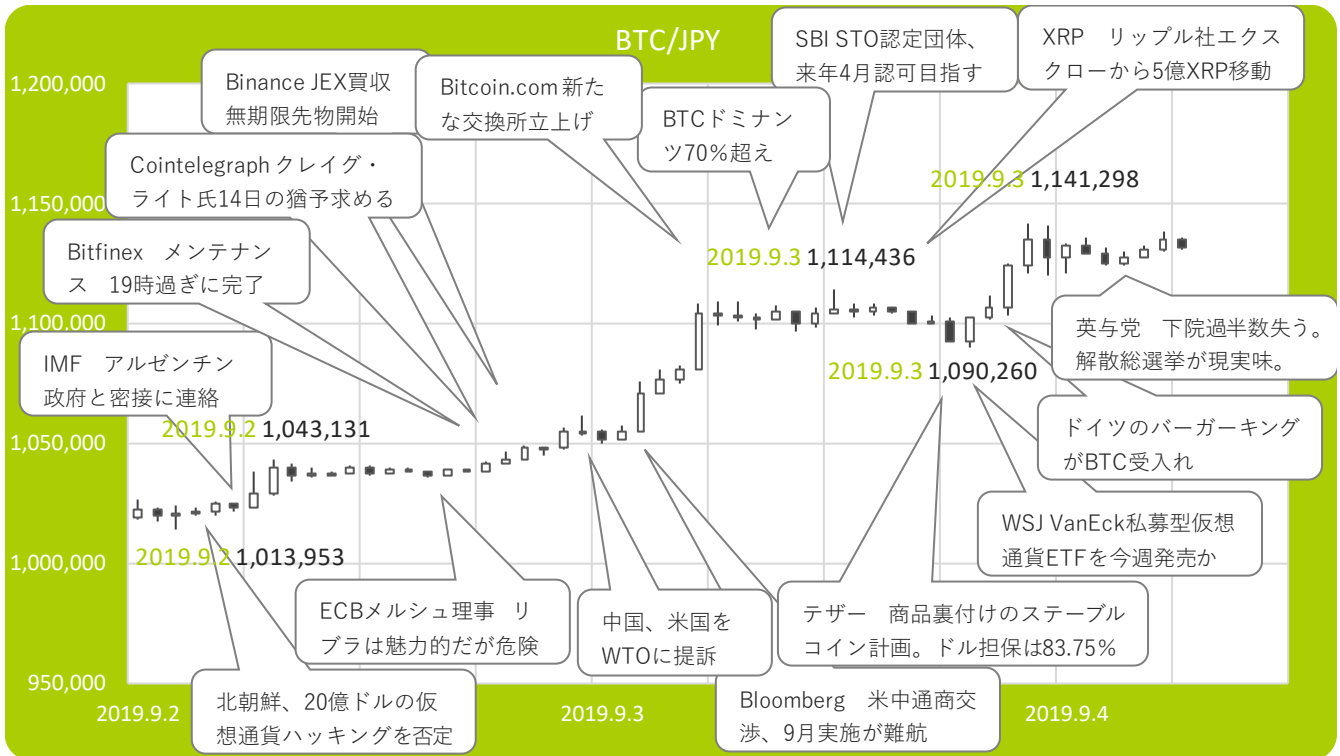 BTC/JPY
SBI STO認定団体、
来年4月認可目指す
XRP　リップル社エクス
クローから5億XRP移動
Binance JEX買収
無期限先物開始
Bitcoin.com 新た
な交換所立上げ
BTCドミナン
ツ70%超え
Cointelegraph クレイグ・
ライト氏14日の猶予求める
Bitfinex　メンテナン
ス　19時過ぎに完了
IMF　アルゼンチン
政府と密接に連絡
1,200,000
1,150,000
1,100,000
1,050,000
1,000,000
950,000
2019.9.3 1,141,298
2019.9.3 1,114,436
2019.9.3 1,090,260
2019.9.2 1,043,131
2019.9.2 1,013,953
英与党　下院過半数失う。
解散総選挙が現実味。
ドイツのバーガーキング
がBTC受入れ
WSJ VanEck私募型仮想
通貨ETFを今週発売か
テザー　商品裏付けのステーブル
コイン計画。ドル担保は83.75%
ECBメルシュ理事　リ
ブラは魅力的だが危険
中国、米国を
WTOに提訴
北朝鮮、20億ドルの仮
想通貨ハッキングを否定
Bloomberg　米中通商交
渉、9月実施が難航
2019.9.2
2019.9.3
2019.9.4